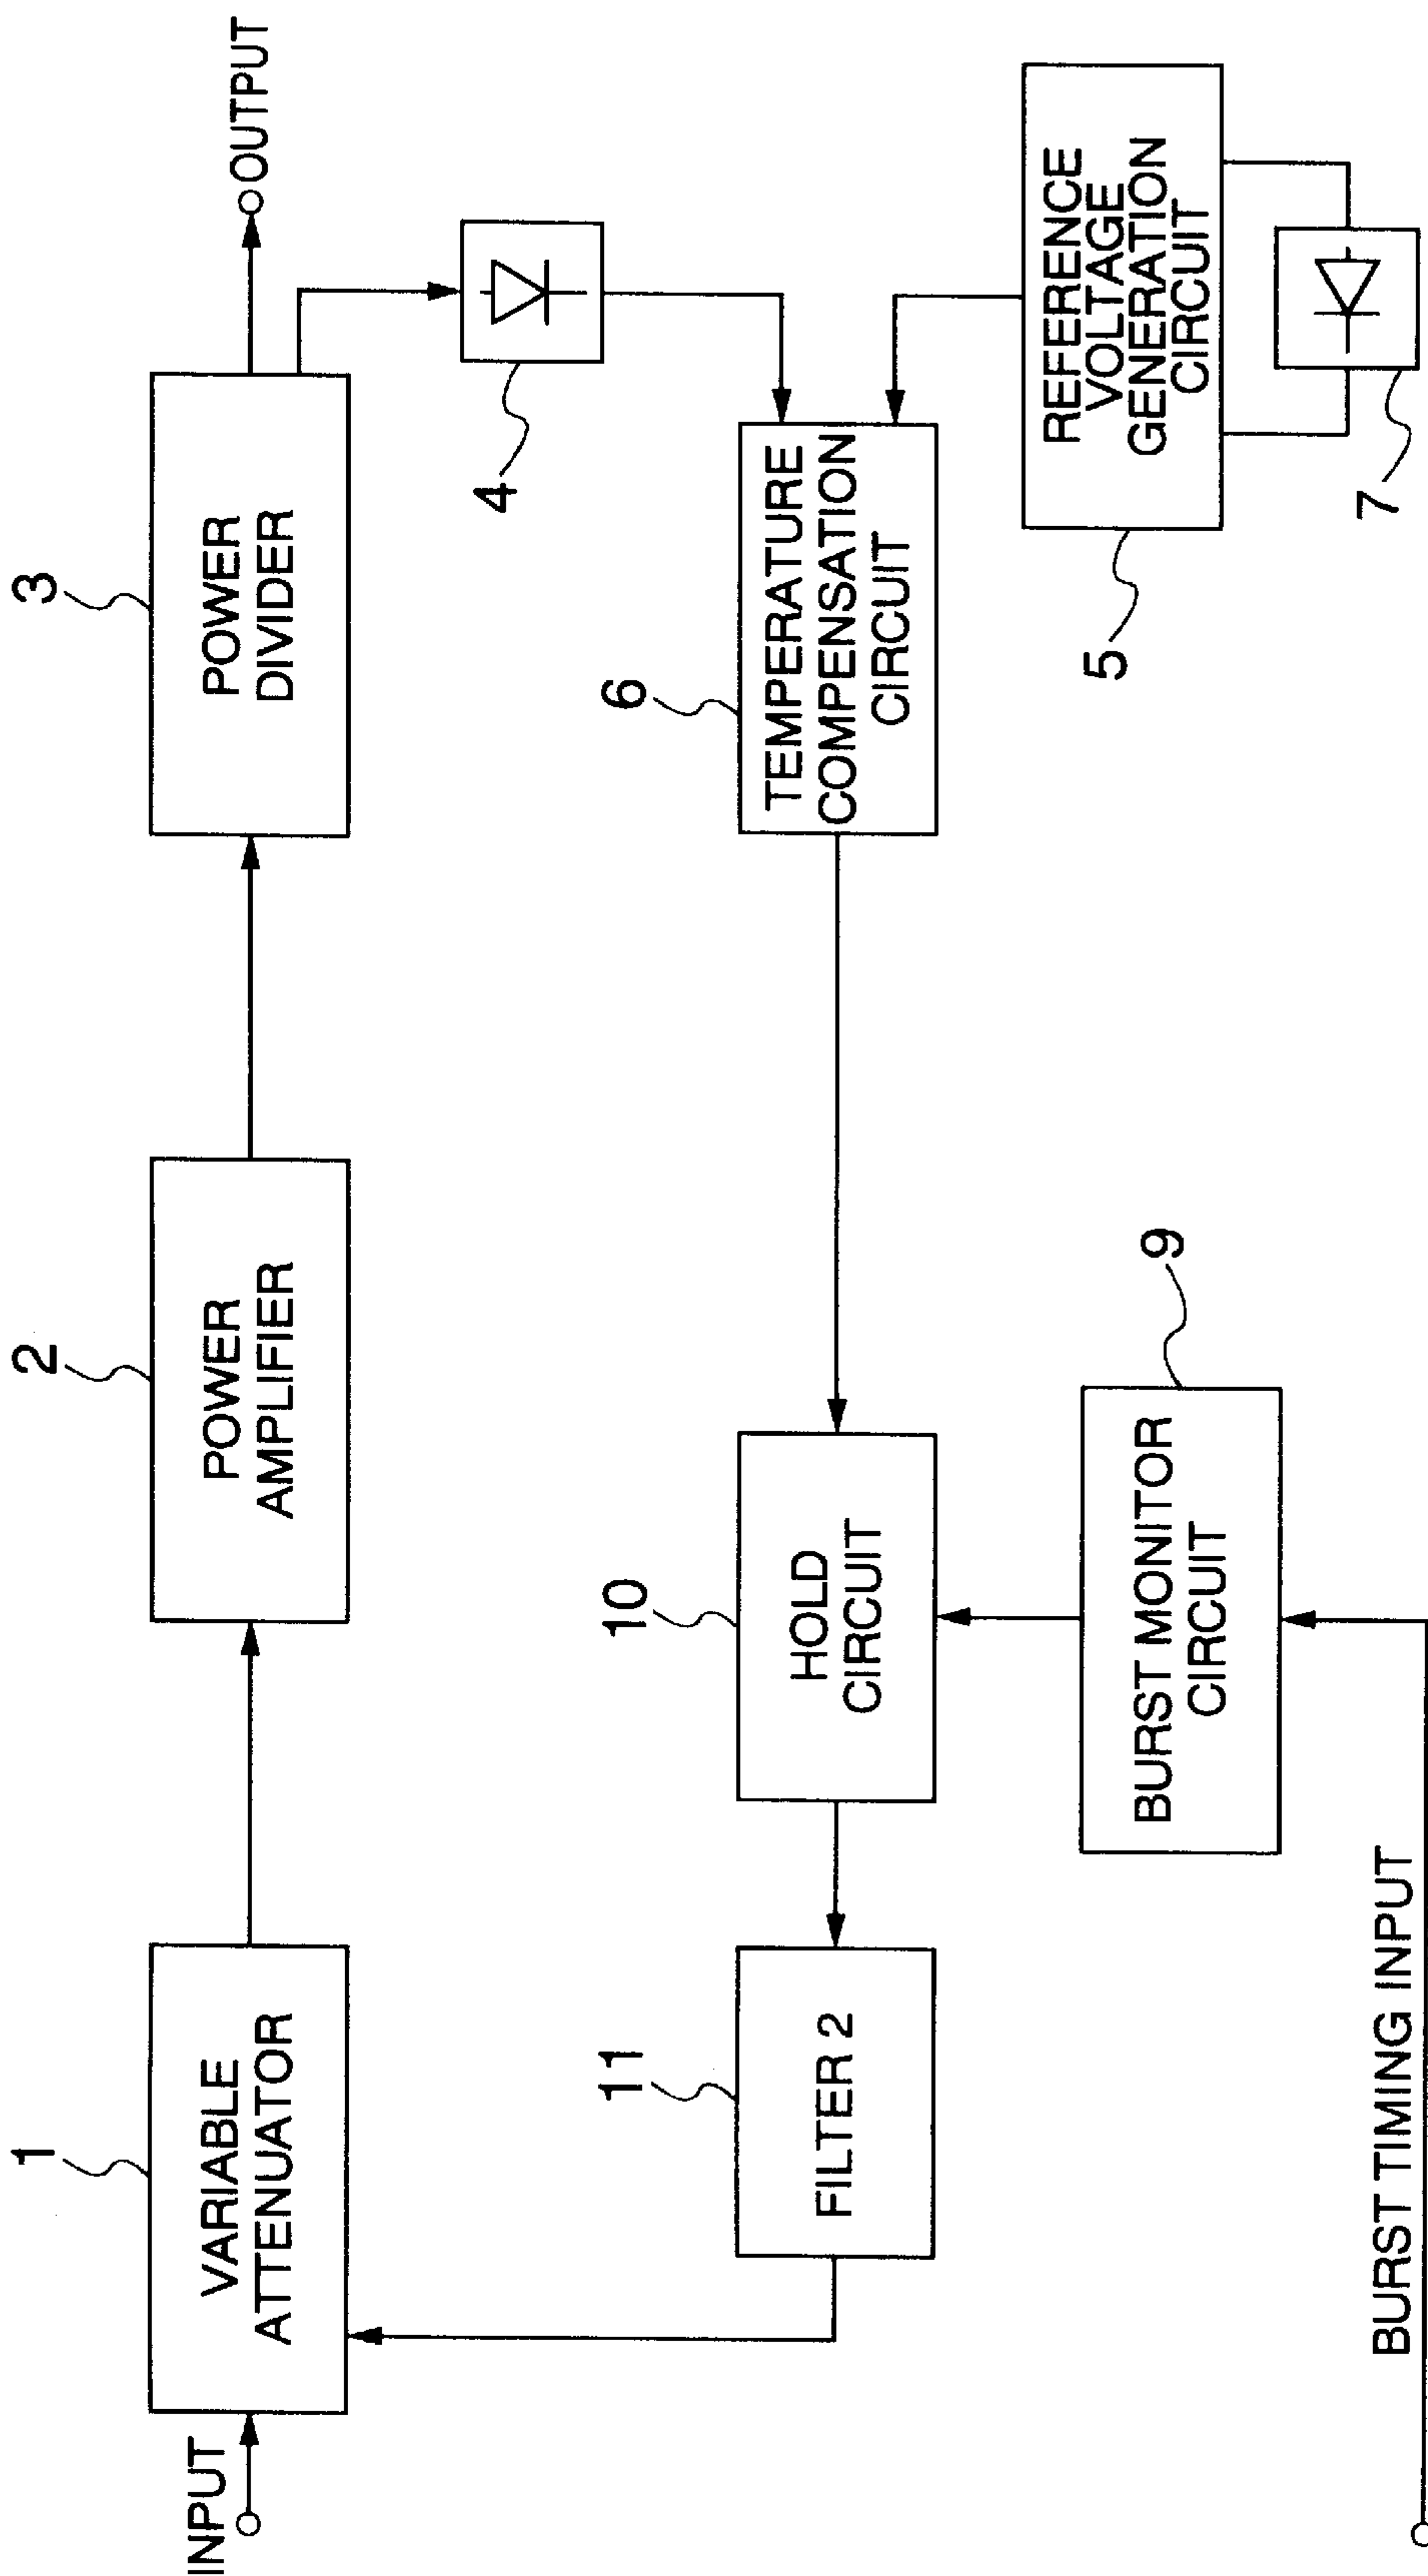 INPUT
1
VARIABLE
ATTENUATOR
2
POWER
AMPLIFIER
3
POWER
DIVIDER
OUTPUT
4
11
FILTER 2
10
HOLD
CIRCUIT
6
TEMPERATURE
COMPENSATION
CIRCUIT
BURST TIMING INPUT
BURST MONITOR
CIRCUIT
9
5
REFERENCE
VOLTAGE
GENERATION
CIRCUIT
7